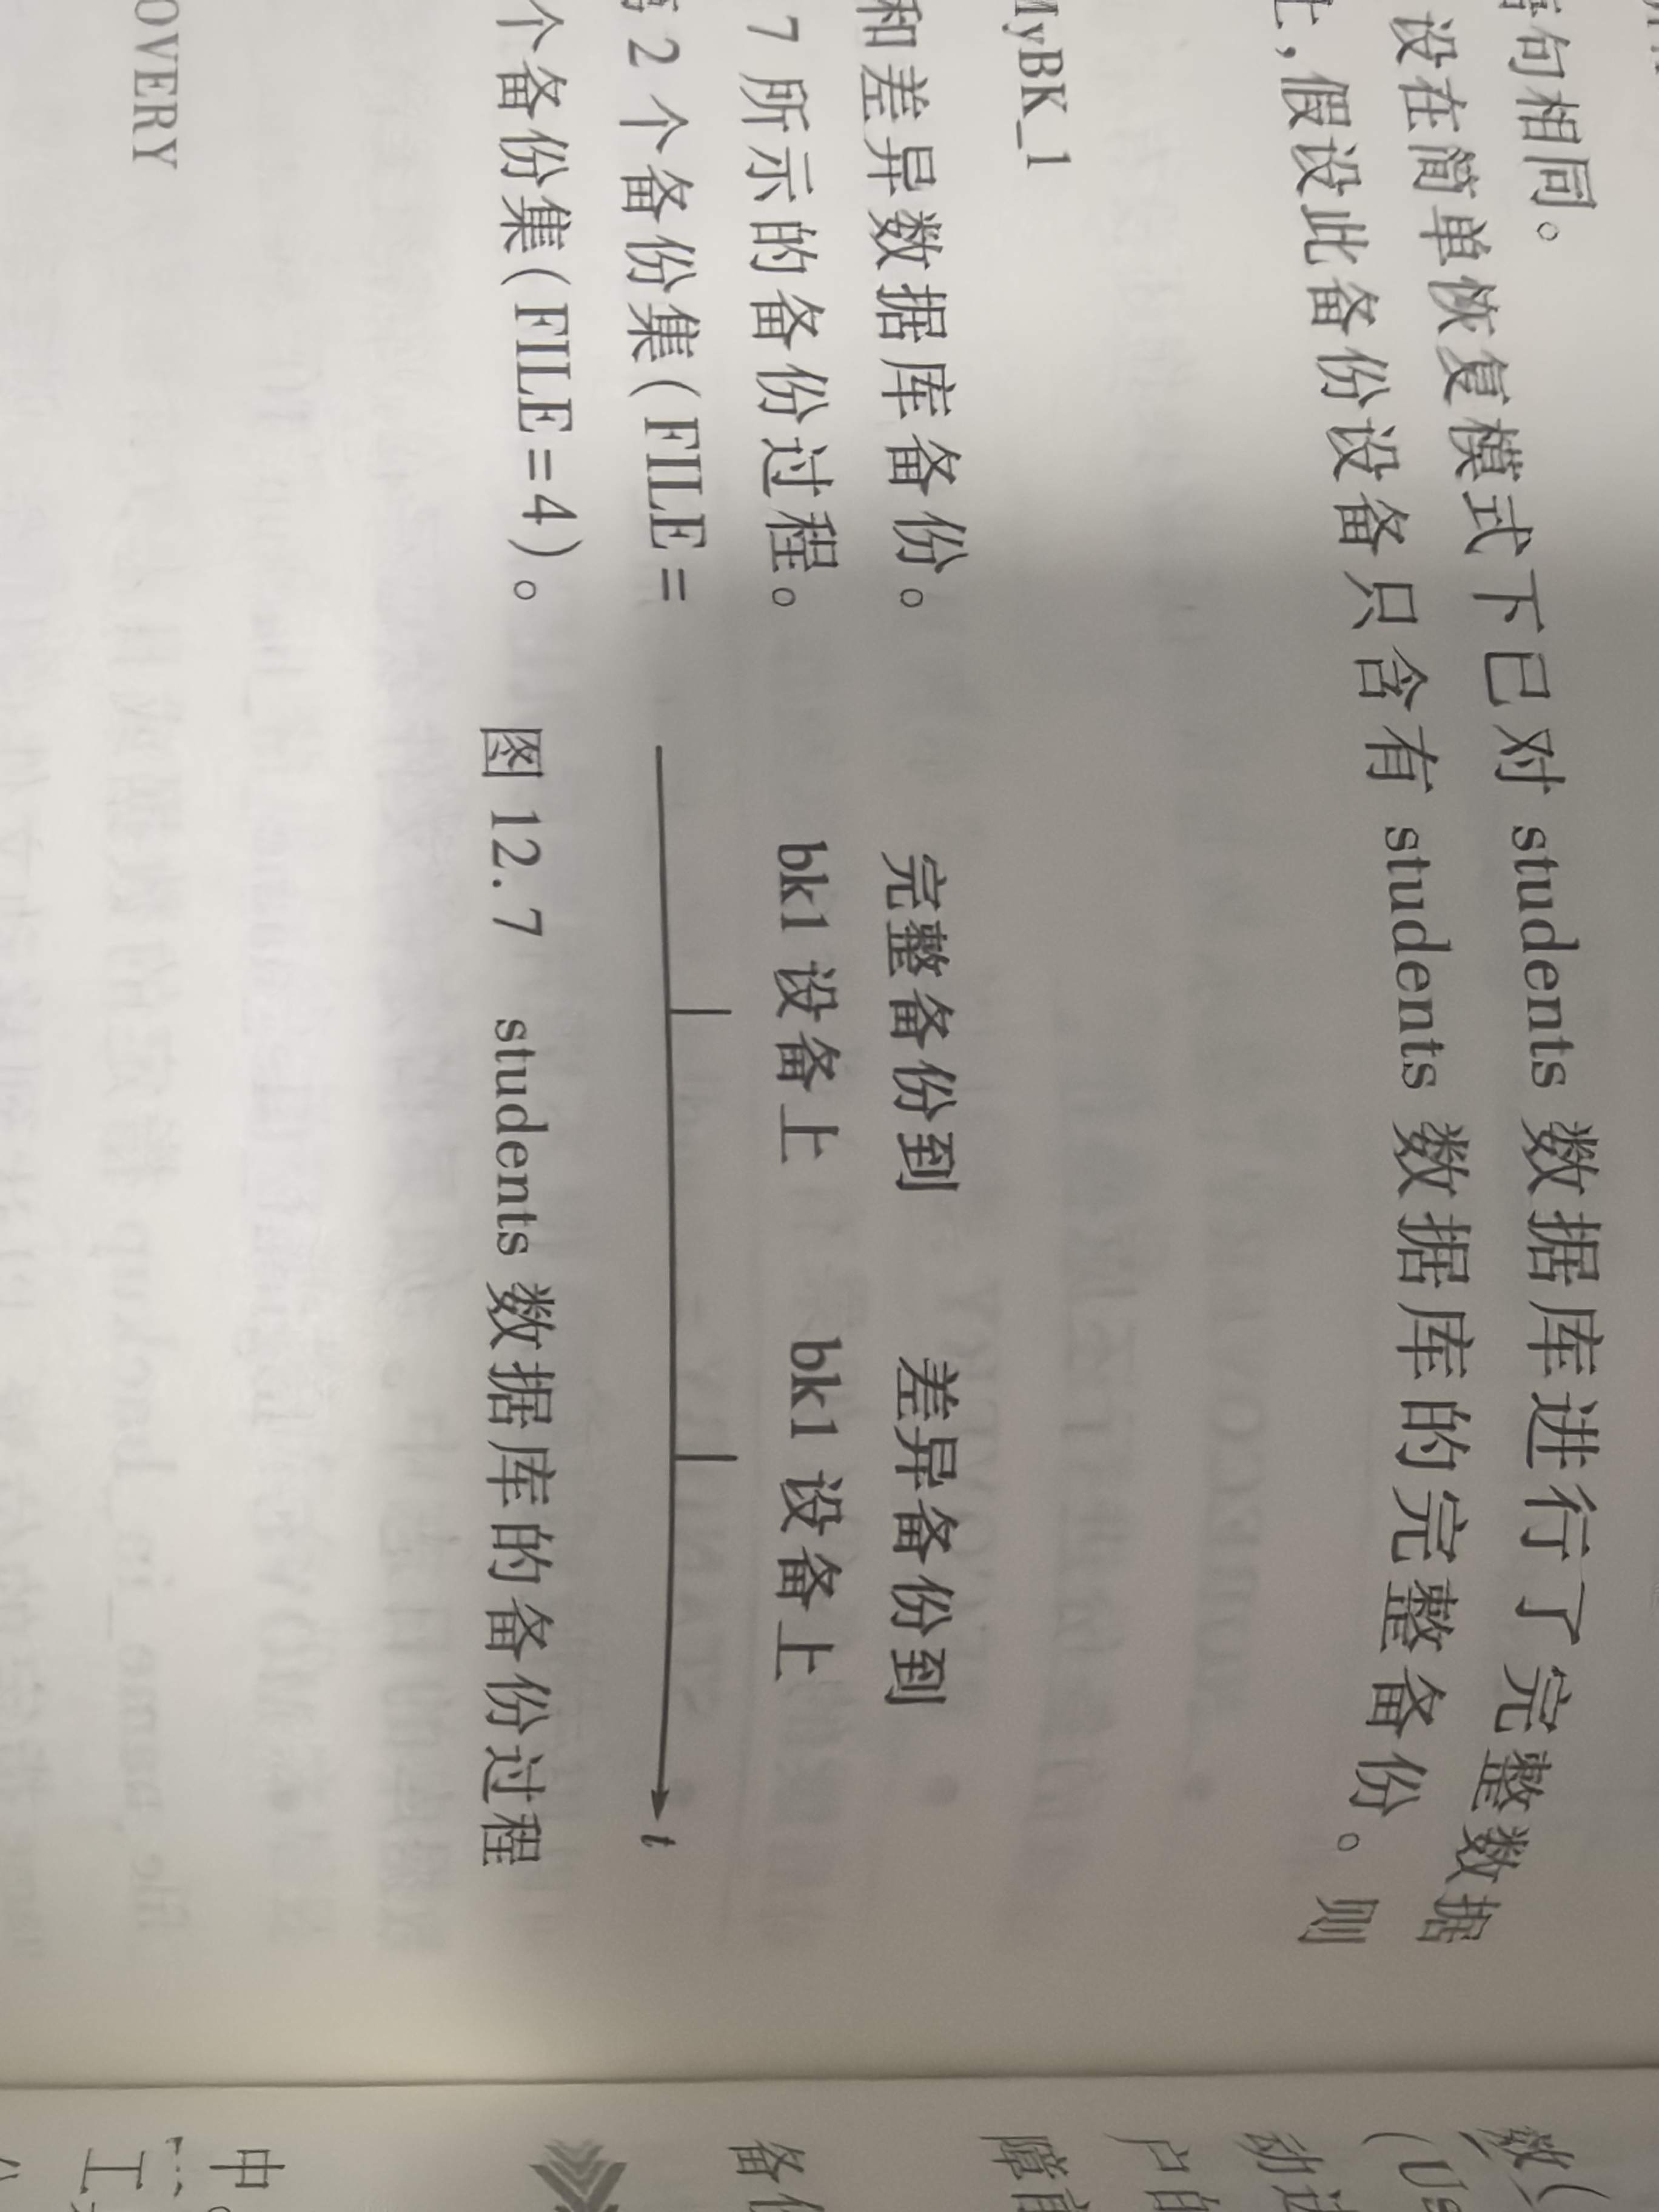 句相同。
设在简单恢复模式下已对 students 数据库进行了完整数据
上,假设此备份设备只含有 students 数据库的完整备份。则
MyBK_1
和差异数据库备份。
7 所示的备份过程。
第 2 个备份集(FILE=
个备份集(FILE=4)。
完整备份到 差异备份到
bk1 设备上 bk1 设备上
t
图 12.7 students 数据库的备份过程
OVERY
数
(Us
动
户的
障前
备份
中。
工